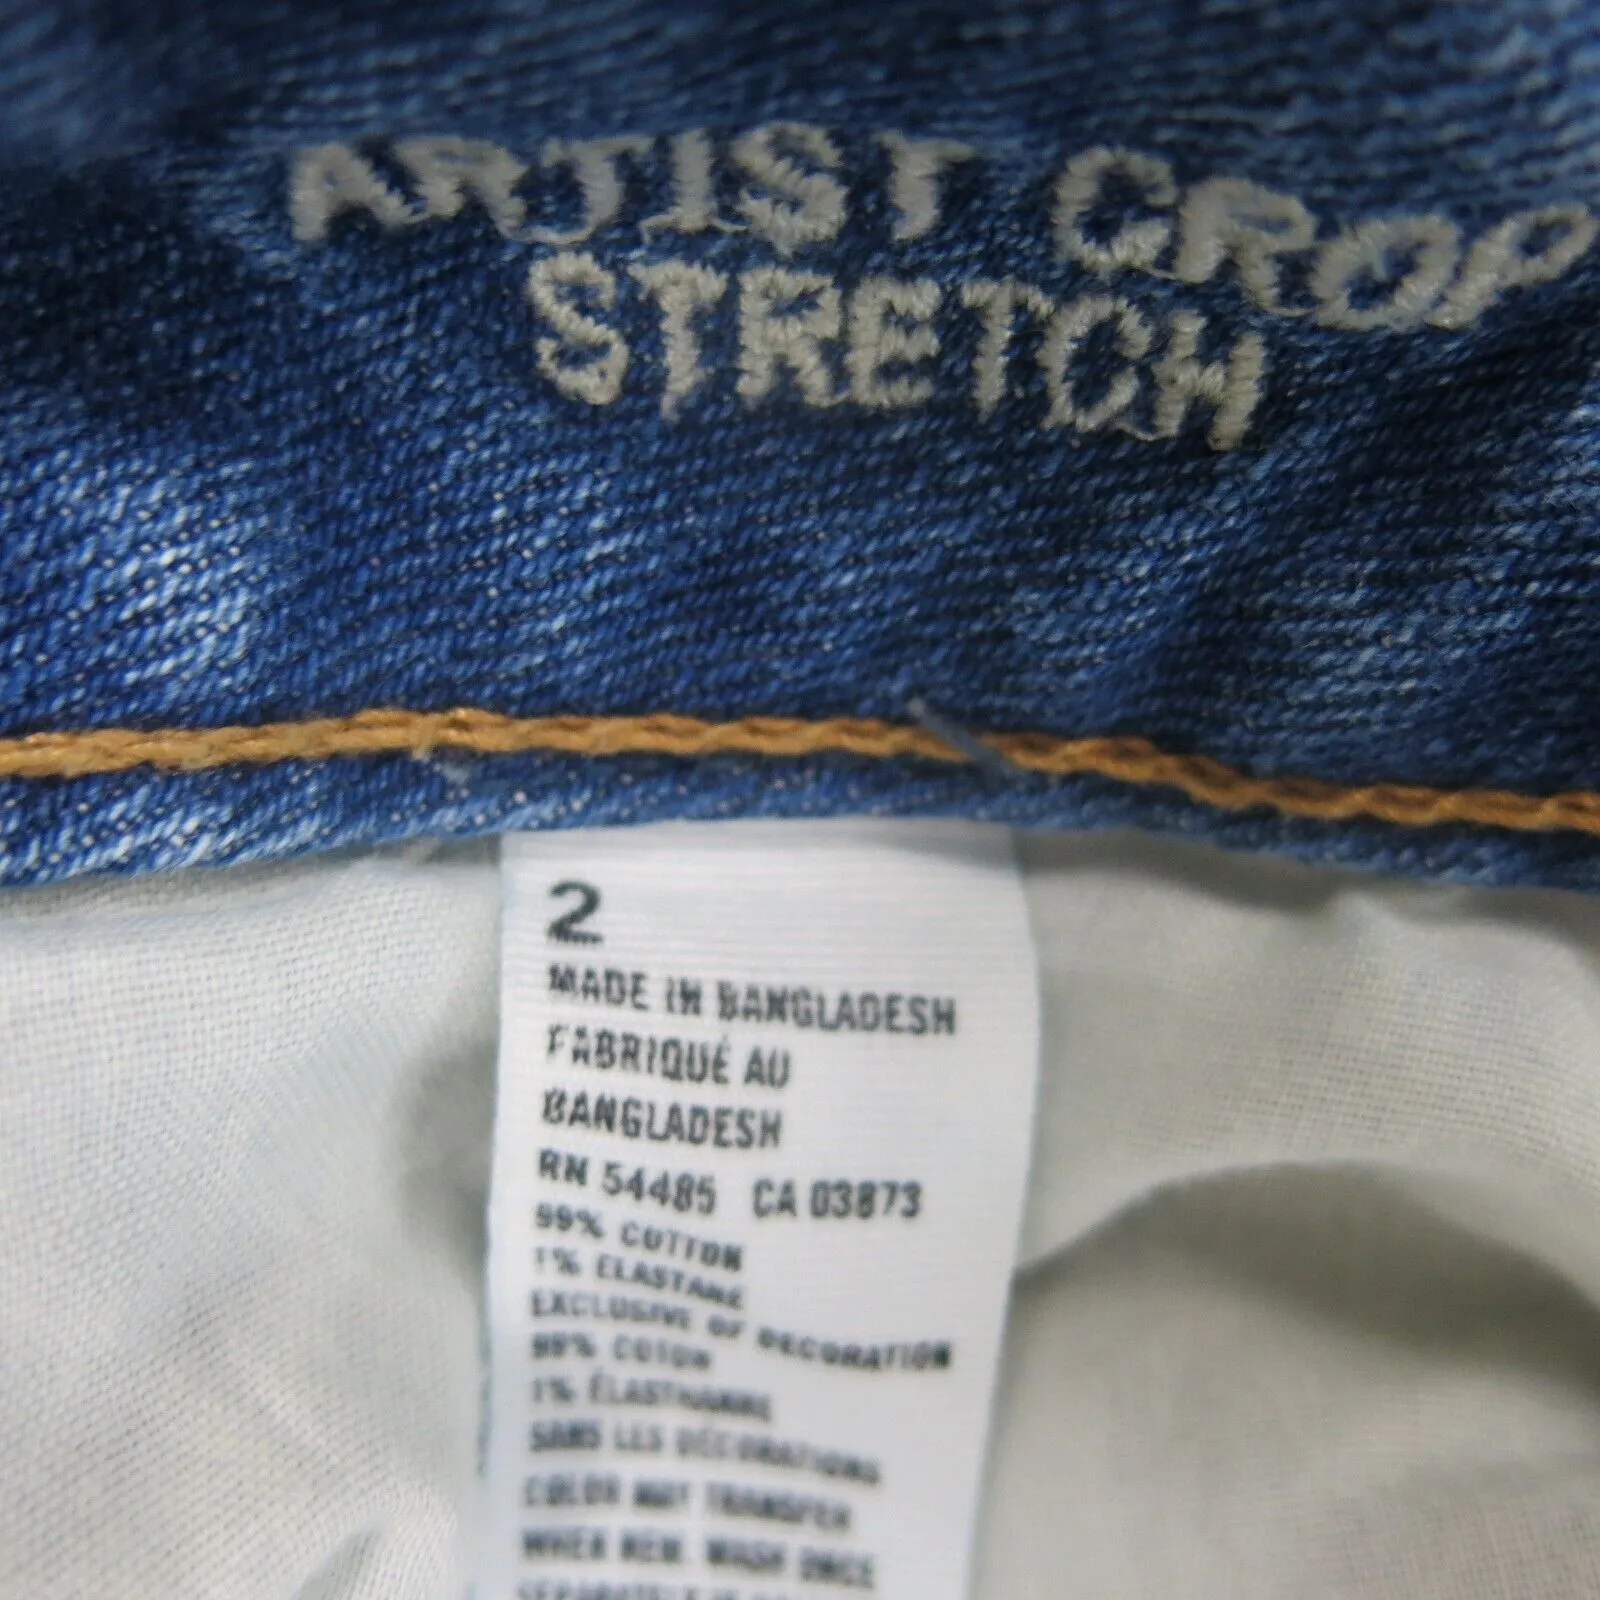 ARTIST CROP
STRETCH
2
MADE IN BANGLADESH
FABRIQUÉ AU
BANGLADESH
RN 54485 CA 03873
99% COTTON
1% ELASTANE
EXCLUSIVE OF DECORATION
99% COTON
1% ÉLASTHANNE
SANS LES DÉCORATIONS
COLOR MAY TRANSFER
WHEN NEW. WASH ONCE